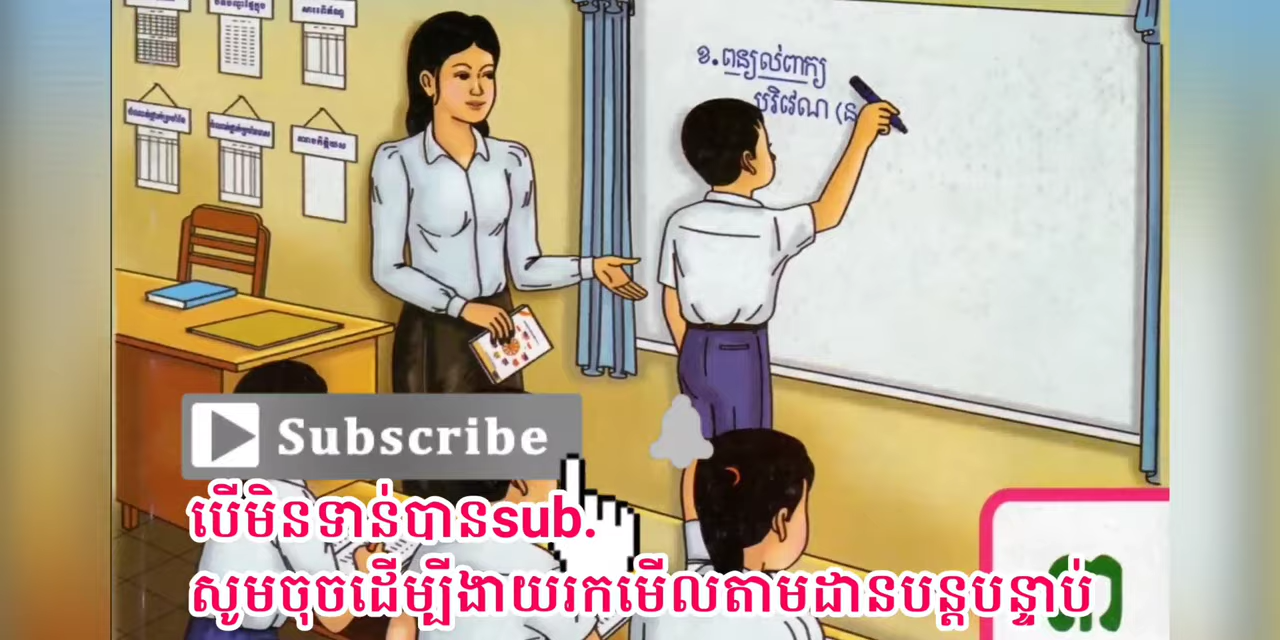 ខ.ពន្យល់ពាក្យ
បរិវេណ (ន
Subscribe
បើមិនទាន់បានsub.
សូមចុចដើម្បីងាយរកមើលតាមដានបន្តបន្ទាប់
៣